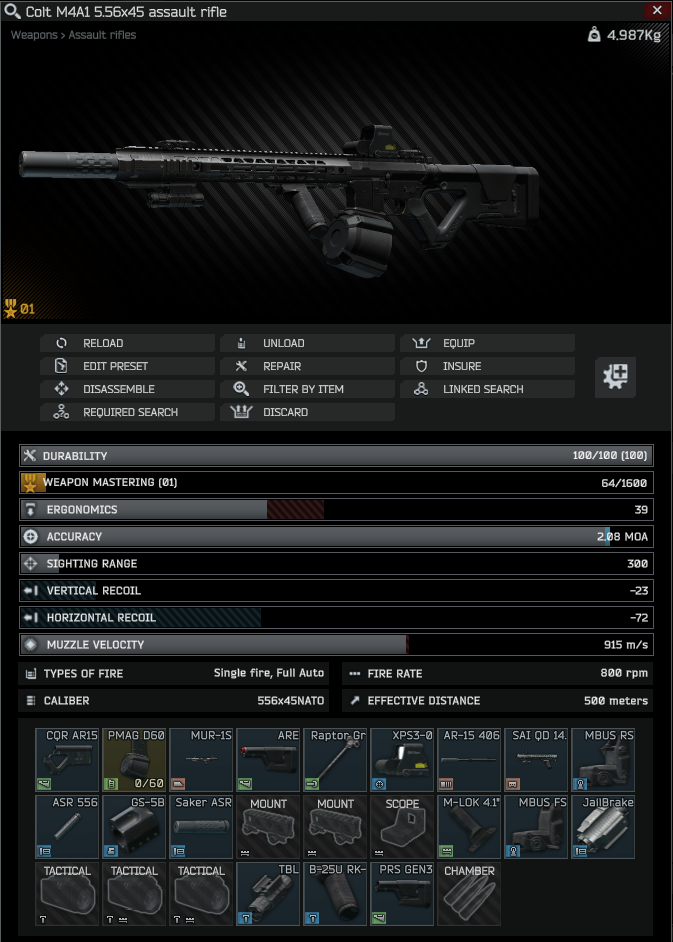 Colt M4A1 5.56x45 assault rifle
Weapons > Assault rifles
4.987Kg
01
RELOAD
UNLOAD
EQUIP
EDIT PRESET
REPAIR
INSURE
DISASSEMBLE
FILTER BY ITEM
LINKED SEARCH
REQUIRED SEARCH
DISCARD
DURABILITY 100/100 (100)
WEAPON MASTERING (01) 64/1600
ERGONOMICS 39
ACCURACY 2.08 MOA
SIGHTING RANGE 300
VERTICAL RECOIL -23
HORIZONTAL RECOIL -72
MUZZLE VELOCITY 915 m/s
TYPES OF FIRE Single fire, Full Auto
FIRE RATE 800 rpm
CALIBER 556x45NATO
EFFECTIVE DISTANCE 500 meters
CQR AR15
PMAG D60
0/60
MUR-1S
ARE
Raptor Gr
XPS3-0
AR-15 406
SAI QD 14.
MBUS RS
ASR 556
GS-5B
Saker ASR
MOUNT
MOUNT
SCOPE
M-LOK 4.1"
MBUS FS
JailBrake
TACTICAL
TACTICAL
TACTICAL
TBL
B-25U RK-
PRS GEN3
CHAMBER